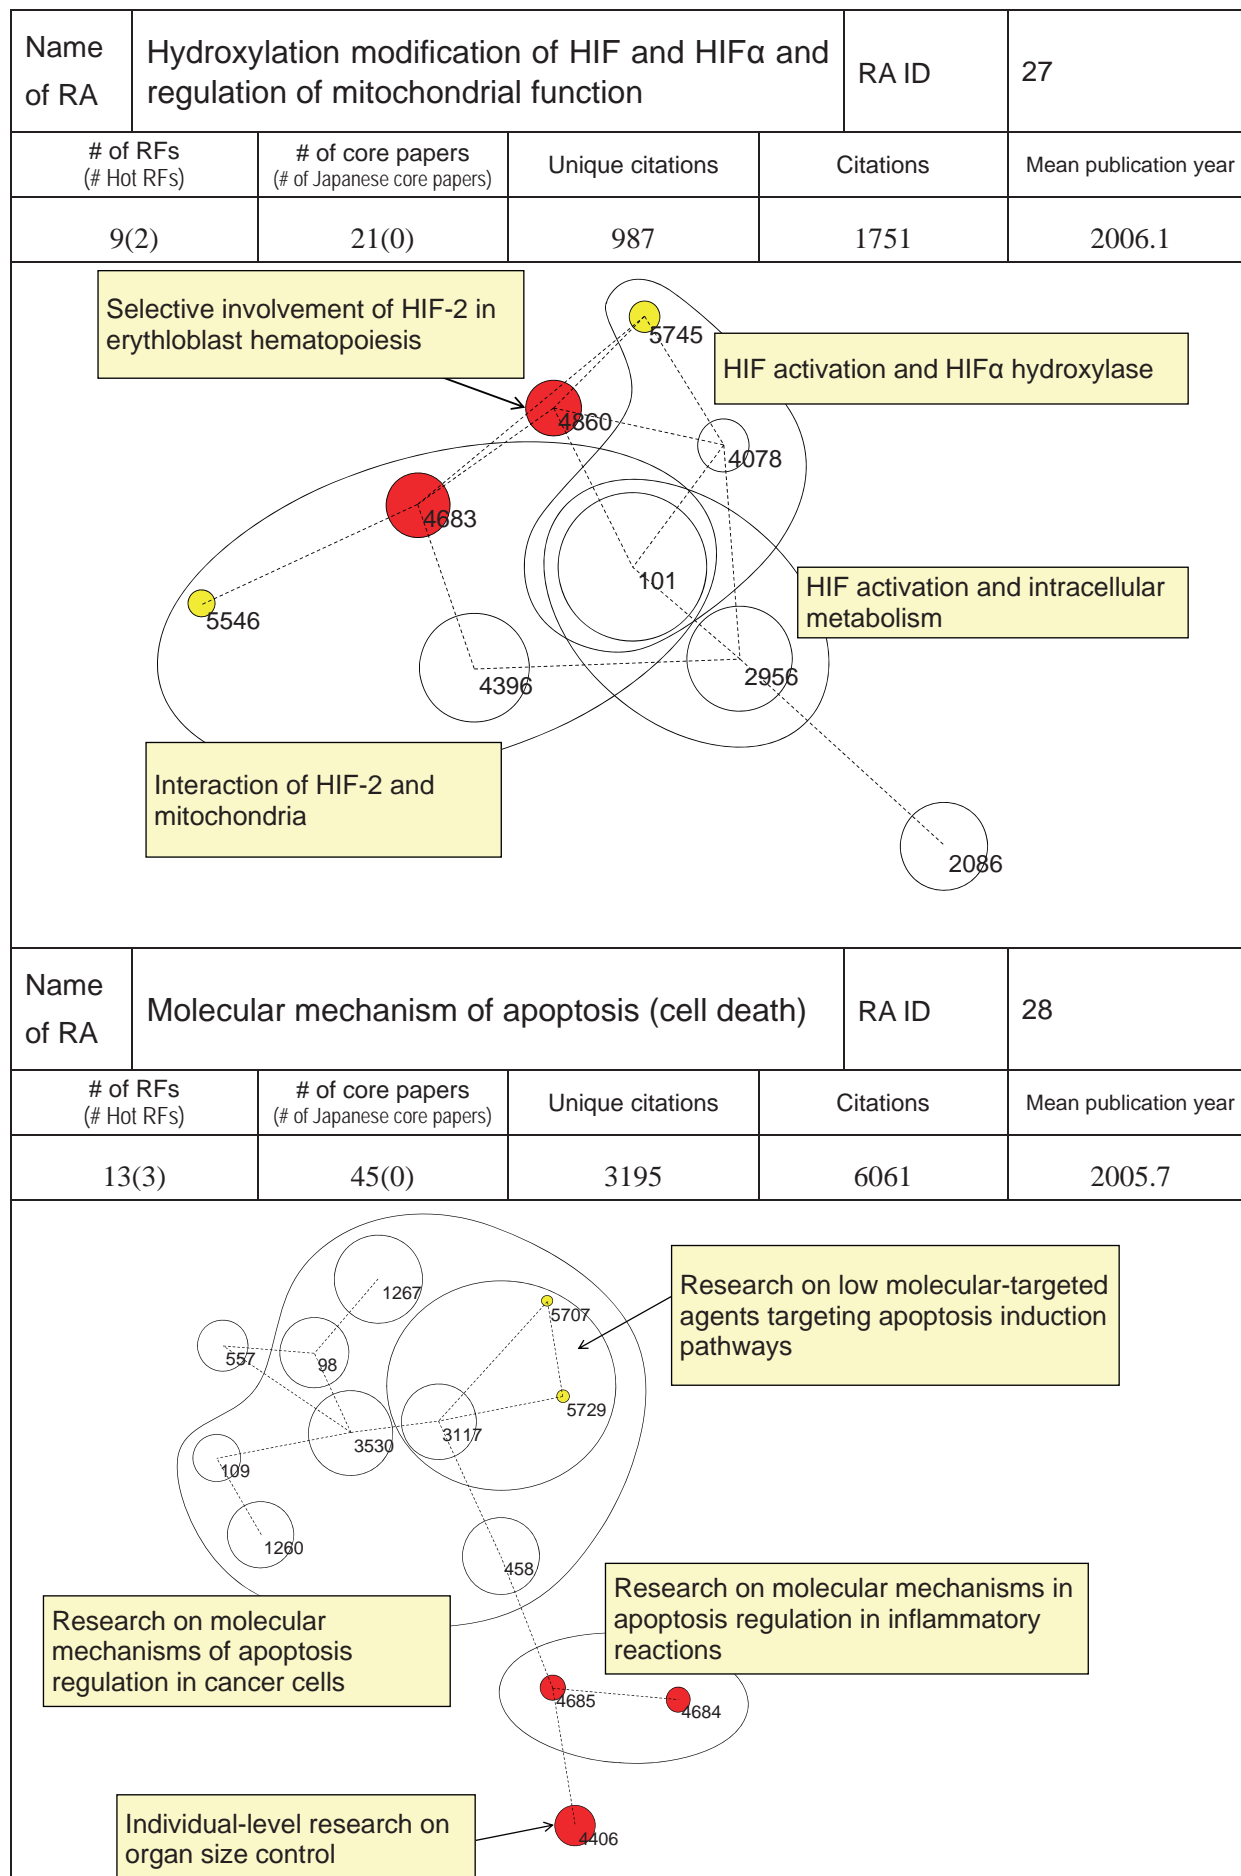 Name
of RA
Hydroxylation modification of HIF and HIFα and
regulation of mitochondrial function
RA ID
27
# of RFs
(# Hot RFs)
# of core papers
(# of Japanese core papers)
Unique citations
Citations
Mean publication year
9(2)
21(0)
987
1751
2006.1
Selective involvement of HIF-2 in
erythloblast hematopoiesis
5745
HIF activation and HIFα hydroxylase
4860
4078
4683
101
HIF activation and intracellular
metabolism
5546
4396
2956
Interaction of HIF-2 and
mitochondria
2086
Name
of RA
Molecular mechanism of apoptosis (cell death)
RA ID
28
# of RFs
(# Hot RFs)
# of core papers
(# of Japanese core papers)
Unique citations
Citations
Mean publication year
13(3)
45(0)
3195
6061
2005.7
Research on low molecular-targeted
agents targeting apoptosis induction
pathways
1267
5707
557
98
5729
3530
3117
109
1260
458
Research on molecular mechanisms in
apoptosis regulation in inflammatory
reactions
Research on molecular
mechanisms of apoptosis
regulation in cancer cells
4685
4684
Individual-level research on
organ size control
4406